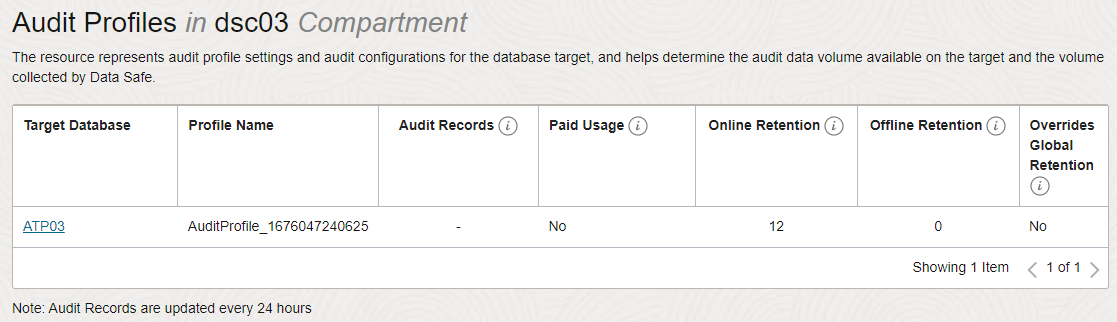 Audit Profiles in dsc03 Compartment
The resource represents audit profile settings and audit configurations for the database target, and helps determine the audit data volume available on the target and the volume
collected by Data Safe.
Target Database Profile Name Audit Records i Paid Usage i Online Retention i Offline Retention i Overrides
Global
Retention
i
ATP03 AuditProfile_1676047240625 - No 12 0 No
Showing 1 Item < 1 of 1 >
Note: Audit Records are updated every 24 hours